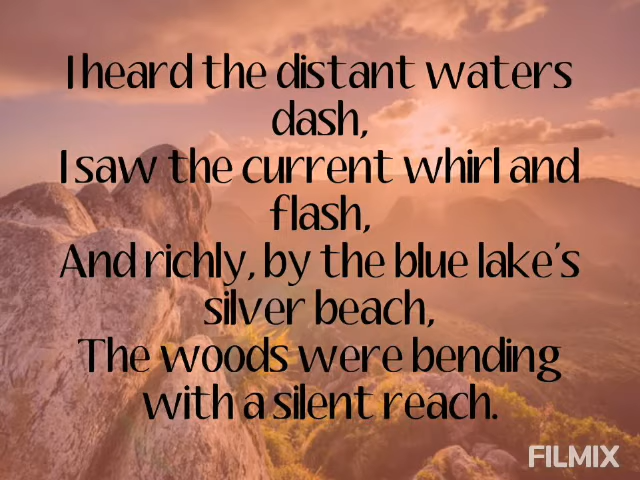 I heard the distant waters
dash,
I saw the current whirl and
flash,
And richly, by the blue lake's
silver beach,
The woods were bending
with a silent reach.
FILMIX